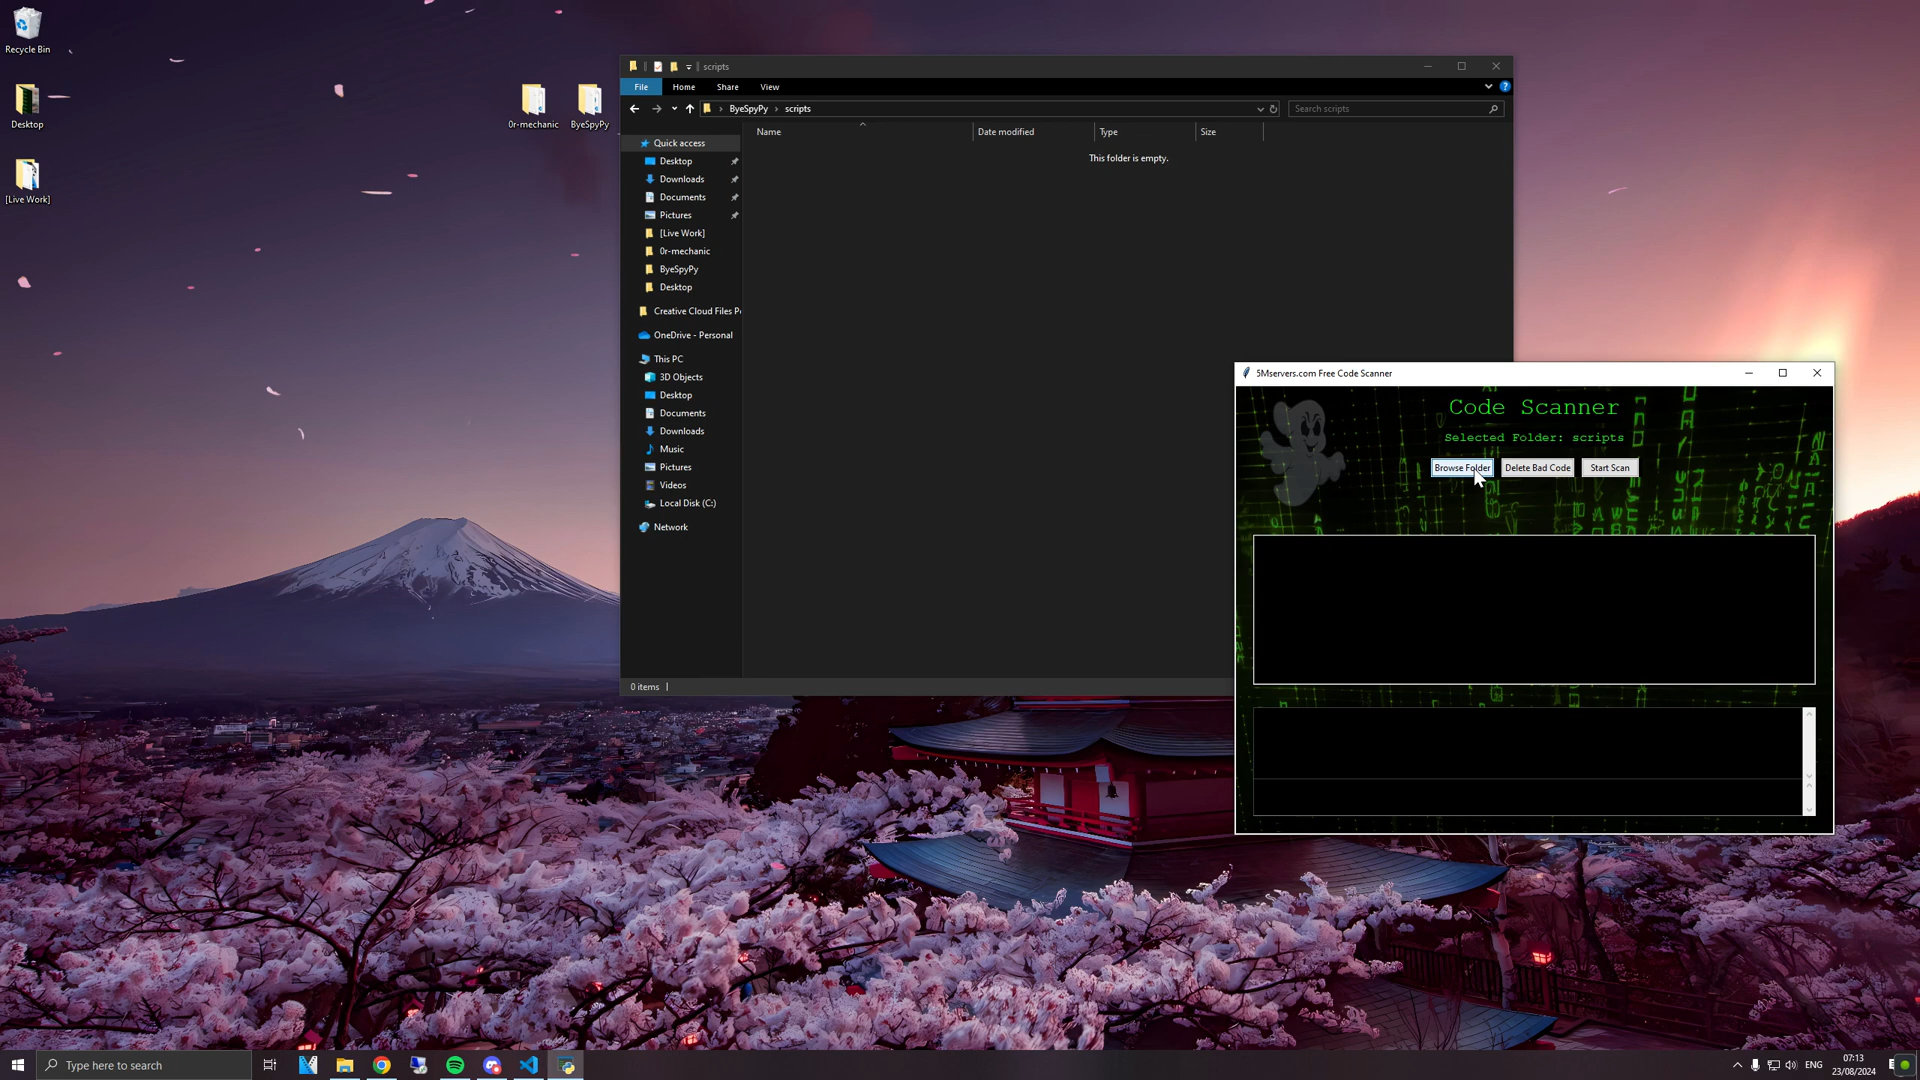 Recycle Bin
Desktop
[Live Work]
0r-mechanic
ByeSpyPy
scripts
File
Home
Share
View
ByeSpyPy
scripts
Search scripts
Name
Date modified
Type
Size
This folder is empty.
Quick access
Desktop
Downloads
Documents
Pictures
[Live Work]
0r-mechanic
ByeSpyPy
Desktop
Creative Cloud Files P
OneDrive - Personal
This PC
3D Objects
Desktop
Documents
Downloads
Music
Pictures
Videos
Local Disk (C:)
Network
0 items
5Mservers.com Free Code Scanner
Code Scanner
Selected Folder: scripts
Browse Folder
Delete Bad Code
Start Scan
Type here to search
ENG
07:13
23/08/2024